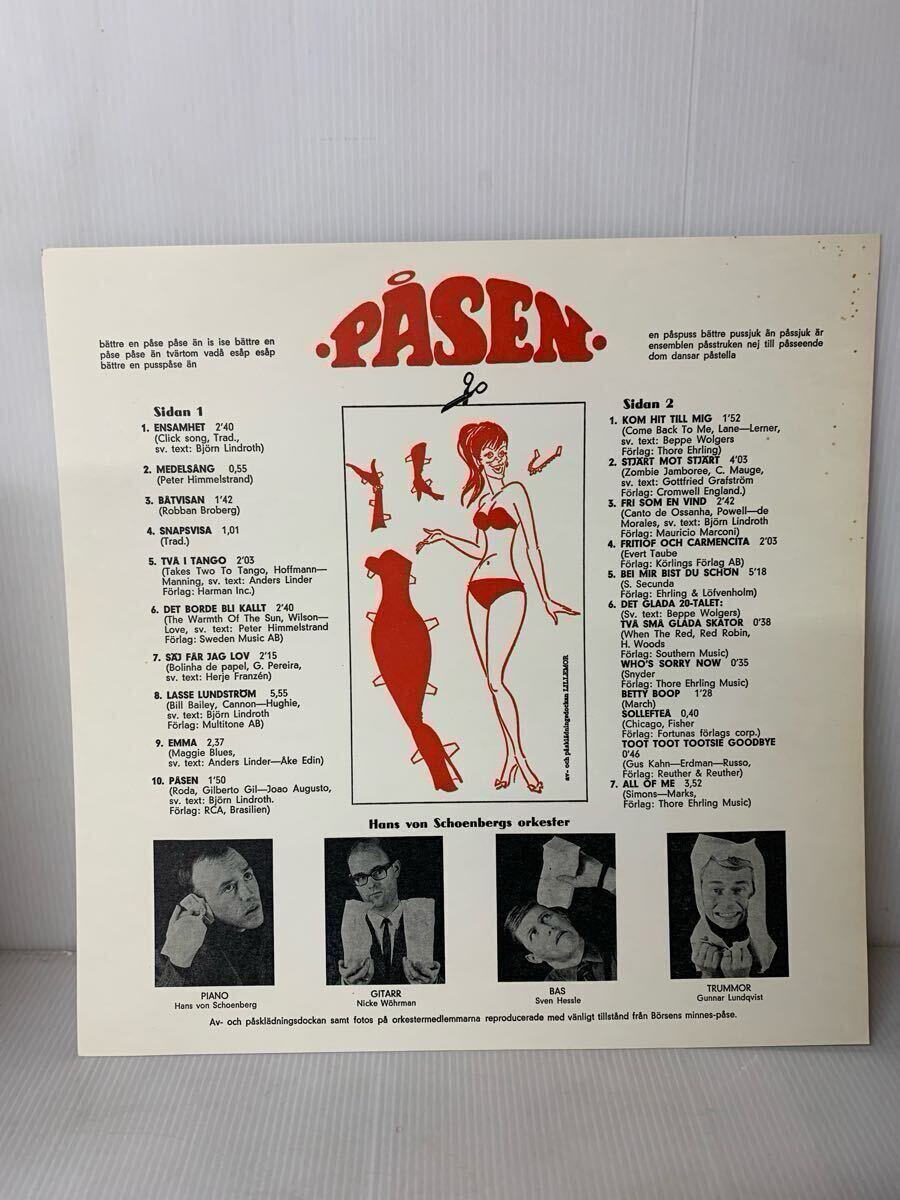 ·PÅSEN·
bättre en påse påse än is ise bättre en
påse påse än tvärtom vadå esåp esåp
bättre en pusspåse än
en påspuss bättre pussjuk än påssjuk är
ensemblen påsstruken nej till påsseende
dom dansar påstella
Sidan 1
1. ENSAMHET 2'40
(Click song, Trad.,
sv. text: Björn Lindroth)
2. MEDELSÅNG 0,55
(Peter Himmelstrand)
3. BÅTVISAN 1'42
(Robban Broberg)
4. SNAPSVISA 1,01
(Trad.)
5. TVÅ I TANGO 2'03
(Takes Two To Tango, Hoffmann—
Manning, sv. text: Anders Linder
Förlag: Harman Inc.)
6. DET BORDE BLI KALLT 2'40
(The Warmth Of The Sun, Wilson—
Love, sv. text: Peter Himmelstrand
Förlag: Sweden Music AB)
7. SÄJ FÅR JAG LOV 2'15
(Bolinha de papel, G. Pereira,
sv. text: Herje Franzén)
8. LASSE LUNDSTRÖM 5,55
(Bill Bailey, Cannon—Hughie,
sv. text: Björn Lindroth
Förlag: Multitone AB)
9. EMMA 2,37
(Maggie Blues,
sv. text: Anders Linder—Åke Edin)
10. PÅSEN 1'50
(Roda, Gilberto Gil—Joao Augusto,
sv. text: Björn Lindroth.
Förlag: RCA, Brasilien)
av- och påsklädningsdockan LILLEMOR
Sidan 2
1. KOM HIT TILL MIG 1'52
(Come Back To Me, Lane—Lerner,
sv. text: Beppe Wolgers
Förlag: Thore Ehrling)
2. STJÄRT MOT STJÄRT 4'03
(Zombie Jamboree, C. Mauge,
sv. text: Gottfried Grafström
Förlag: Cromwell England.)
3. FRI SOM EN VIND 2'42
(Canto de Ossanha, Powell—de
Morales, sv. text: Björn Lindroth
Förlag: Mauricio Marconi)
4. FRITIOF OCH CARMENCITA 2'03
(Evert Taube
Förlag: Körlings Förlag AB)
5. BEI MIR BIST DU SCHÖN 5'18
(S. Secunda
Förlag: Ehrling & Löfvenholm)
6. DET GLADA 20-TALET:
(Sv. text: Beppe Wolgers)
TVÅ SMÅ GLADA SKATOR 0'38
(When The Red, Red Robin,
H. Woods
Förlag: Southern Music)
WHO'S SORRY NOW 0'35
(Snyder
Förlag: Thore Ehrling Music)
BETTY BOOP 1'28
(March)
SOLLEFTEÅ 0,40
(Chicago, Fisher
Förlag: Fortunas förlags corp.)
TOOT TOOT TOOTSIE GOODBYE
0'46
(Gus Kahn—Erdman—Russo,
Förlag: Reuther & Reuther)
7. ALL OF ME 3,52
(Simons—Marks,
Förlag: Thore Ehrling Music)
Hans von Schoenbergs orkester
PIANO
Hans von Schoenberg
GITARR
Nicke Wöhrman
BAS
Sven Hessle
TRUMMOR
Gunnar Lundqvist
Av- och påsklädningsdockan samt fotos på orkestermedlemmarna reproducerade med vänligt tillstånd från Börsens minnes-påse.